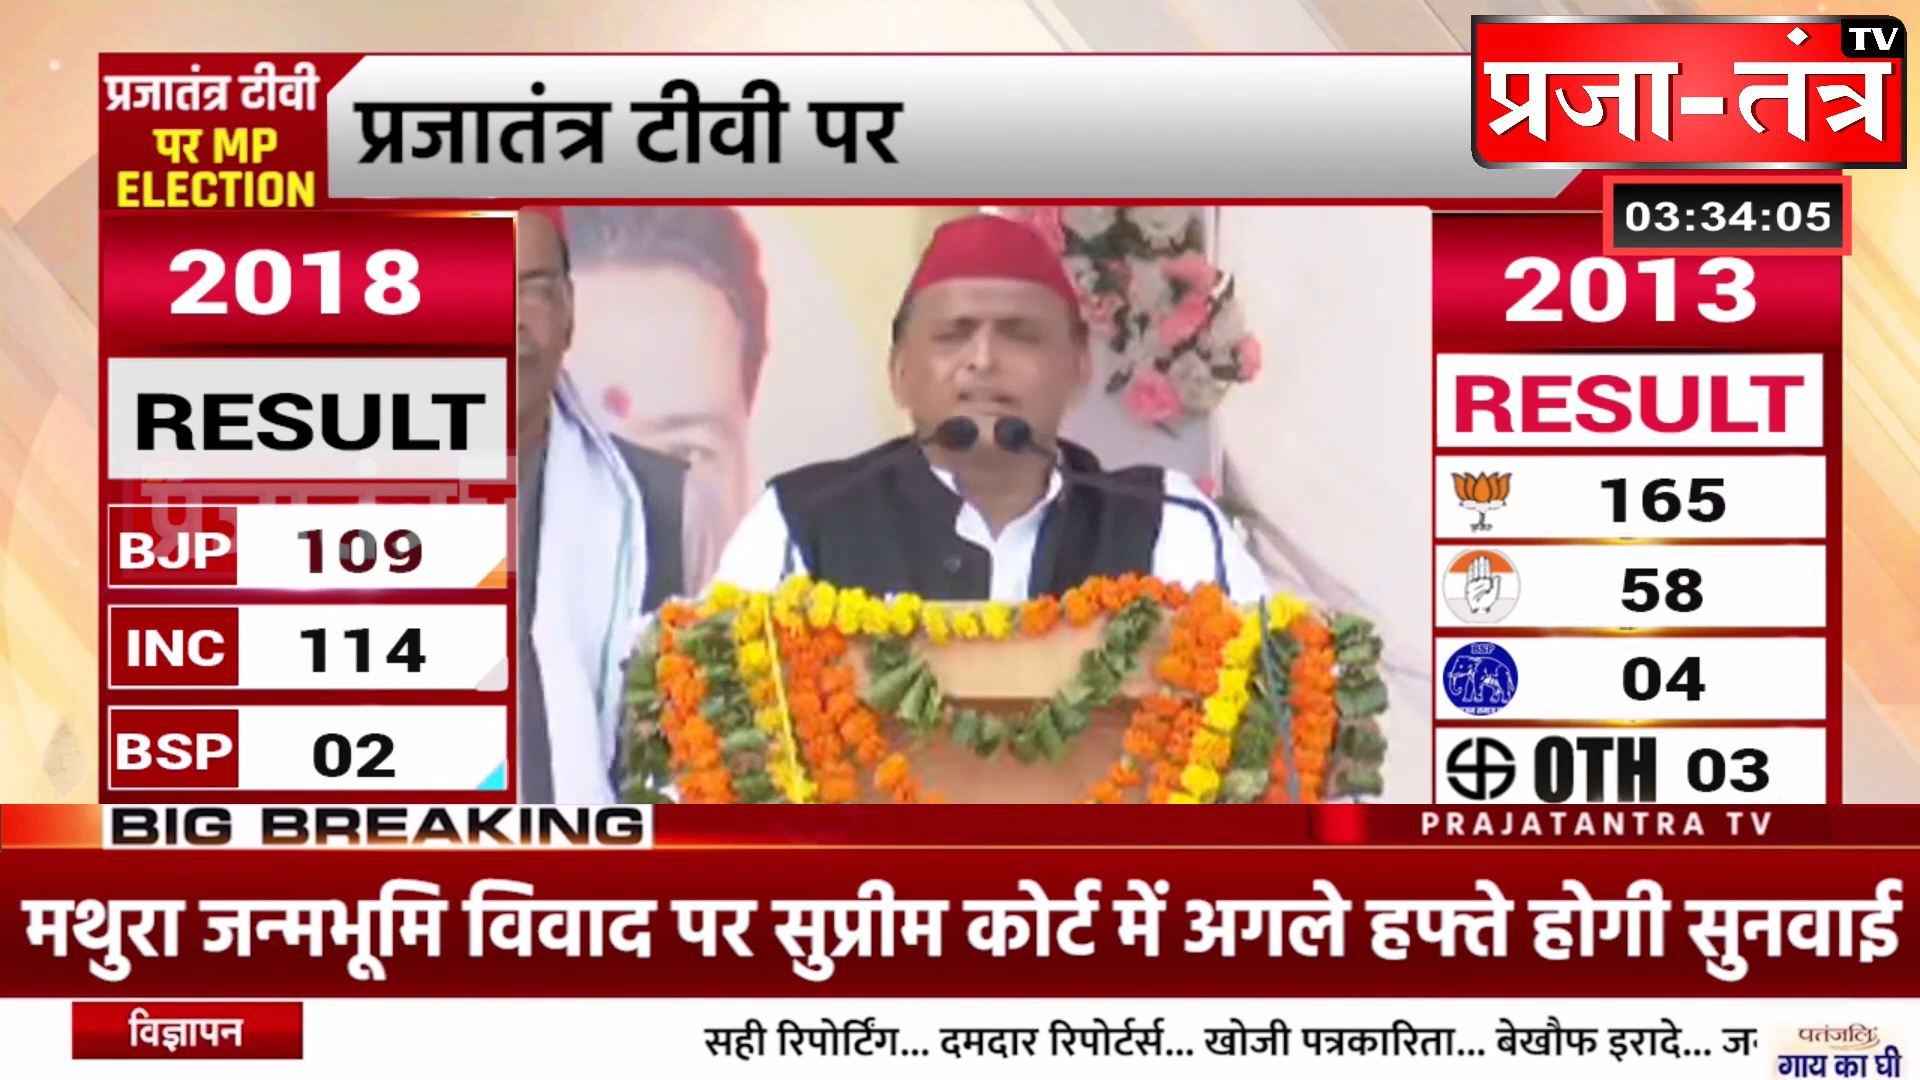 TV
प्रजा-तंत्र
प्रजातंत्र टीवी
पर MP
ELECTION
प्रजातंत्र टीवी पर
03:34:05
2018
RESULT
BJP 109
INC 114
BSP 02
2013
RESULT
165
58
BSP
04
OTH 03
BIG BREAKING
PRAJATANTRA TV
मथुरा जन्मभूमि विवाद पर सुप्रीम कोर्ट में अगले हफ्ते होगी सुनवाई
विज्ञापन
सही रिपोर्टिंग... दमदार रिपोर्टर्स... खोजी पत्रकारिता... बेखौफ इरादे...
पतंजलि
गाय का घी